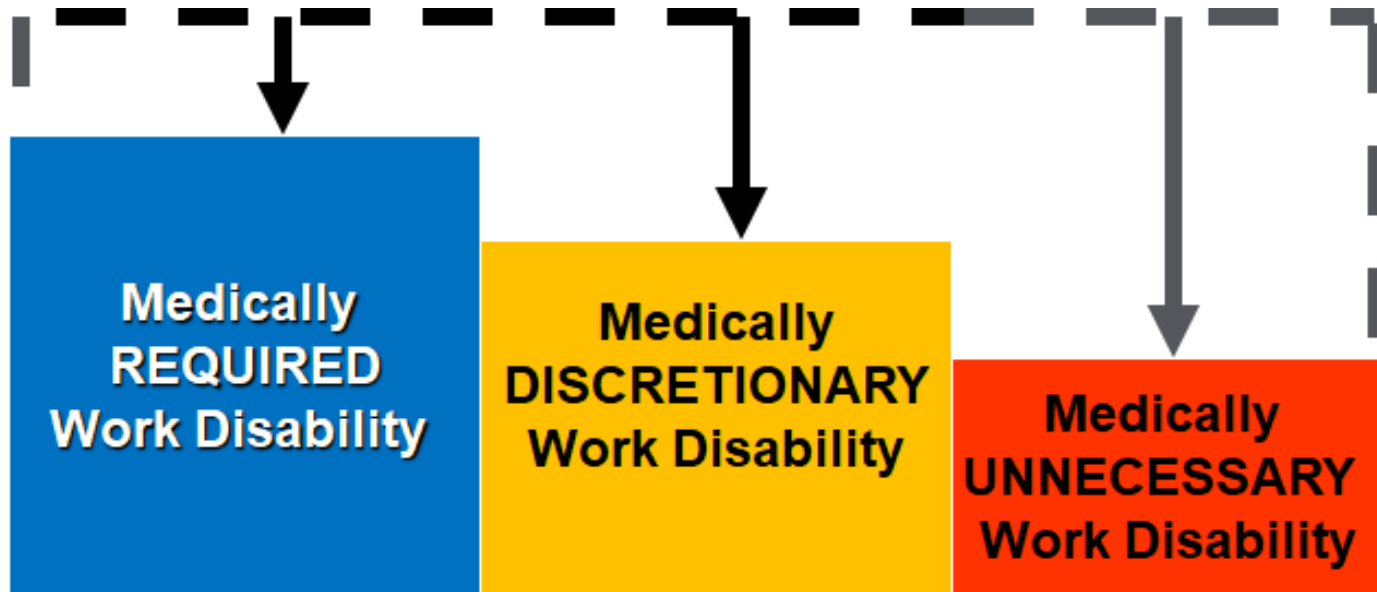 Medically
REQUIRED
Work Disability
Medically
DISCRETIONARY
Work Disability
Medically
UNNECESSARY
Work Disability